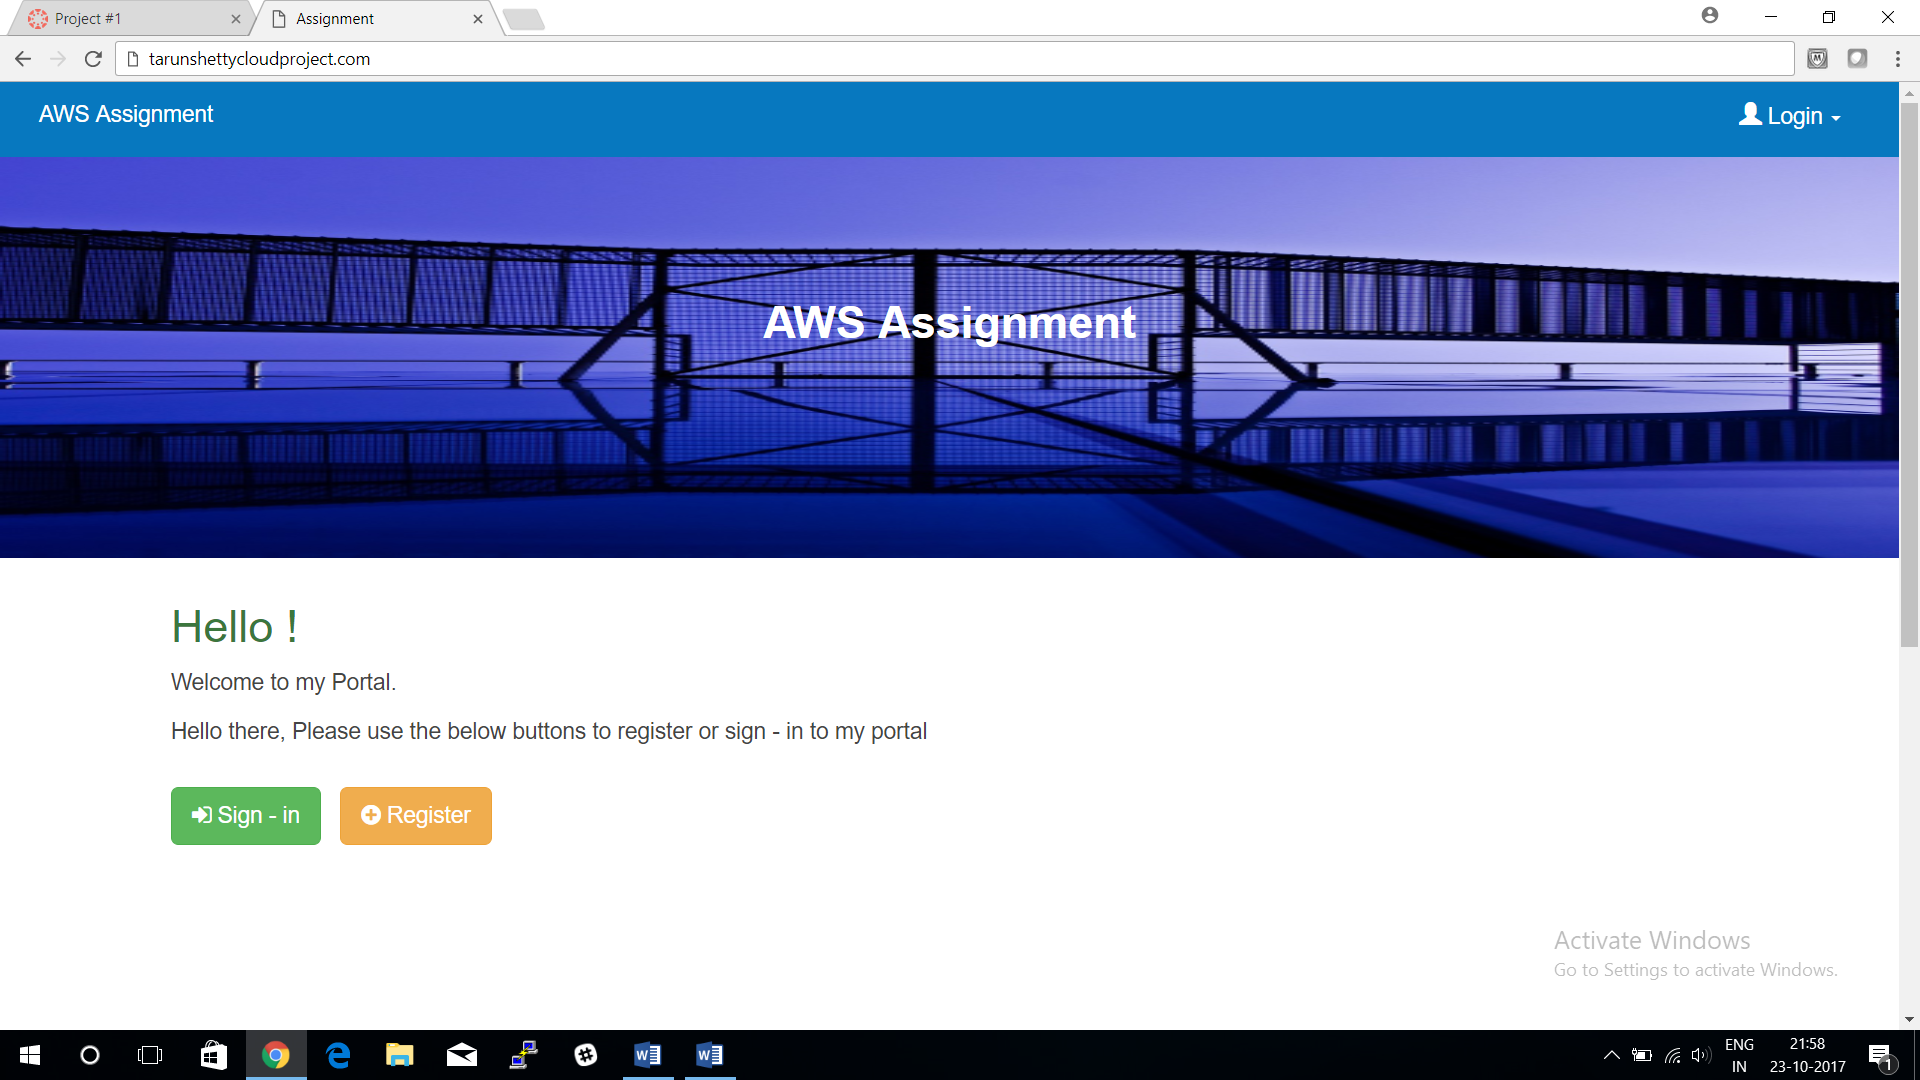 Project #1
Assignment
tarunshettycloudproject.com
AWS Assignment
Login
AWS Assignment
Hello !
Welcome to my Portal.
Hello there, Please use the below buttons to register or sign - in to my portal
Sign - in
Register
Activate Windows
Go to Settings to activate Windows.
ENG
IN
21:58
23-10-2017
1